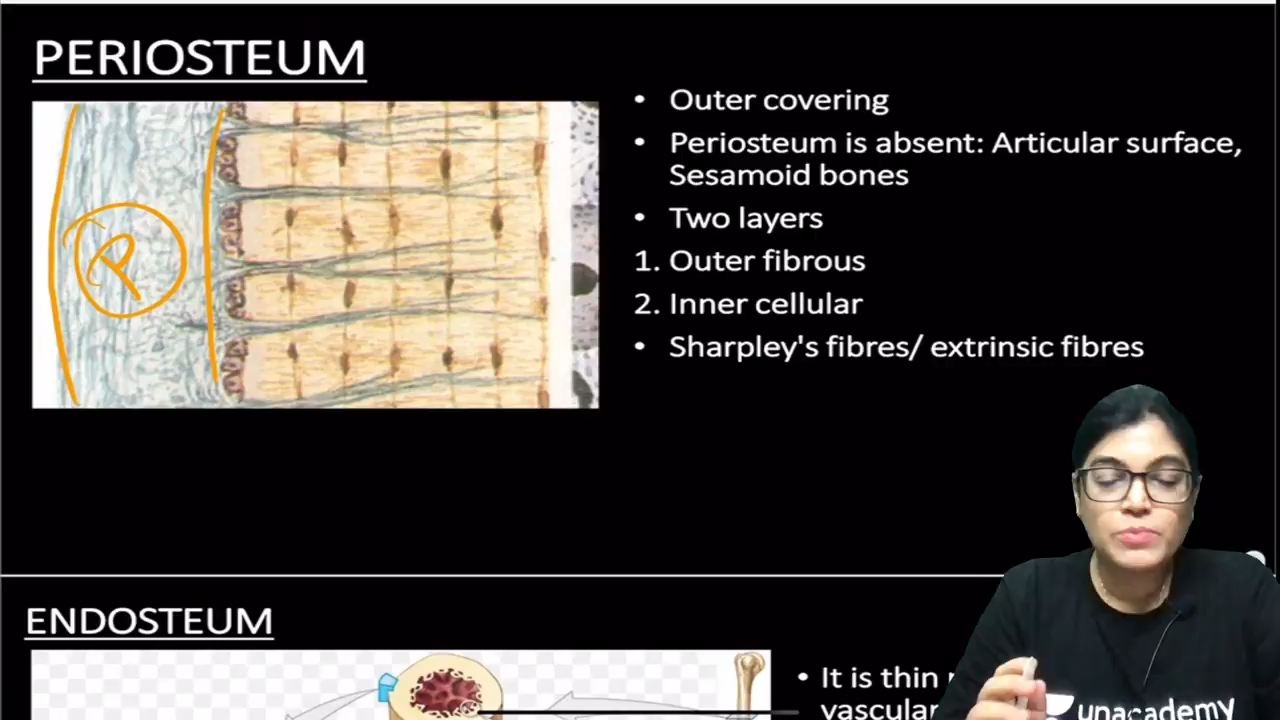 PERIOSTEUM
• Outer covering
• Periosteum is absent: Articular surface,
Sesamoid bones
• Two layers
1. Outer fibrous
2. Inner cellular
• Sharpley's fibres/ extrinsic fibres
P
ENDOSTEUM
• It is thin
vascular
unacademy